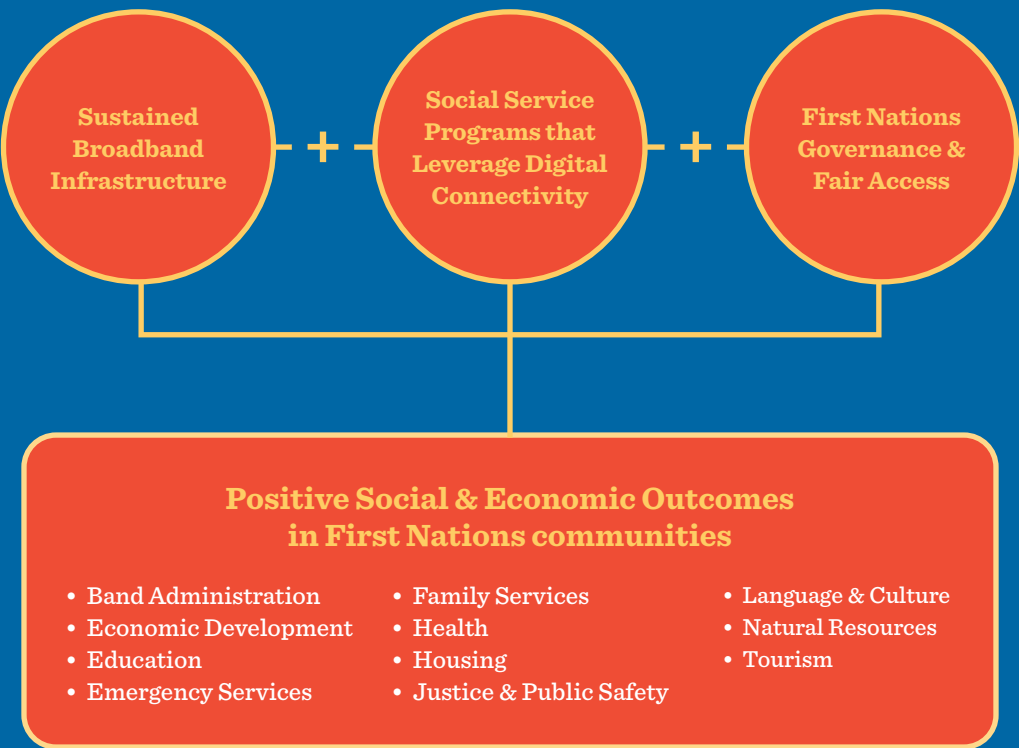 Sustained
Broadband
Infrastructure
+
Social Service
Programs that
Leverage Digital
Connectivity
+
First Nations
Governance &
Fair Access
Positive Social & Economic Outcomes
in First Nations communities
• Band Administration
• Economic Development
• Education
• Emergency Services
• Family Services
• Health
• Housing
• Justice & Public Safety
• Language & Culture
• Natural Resources
• Tourism